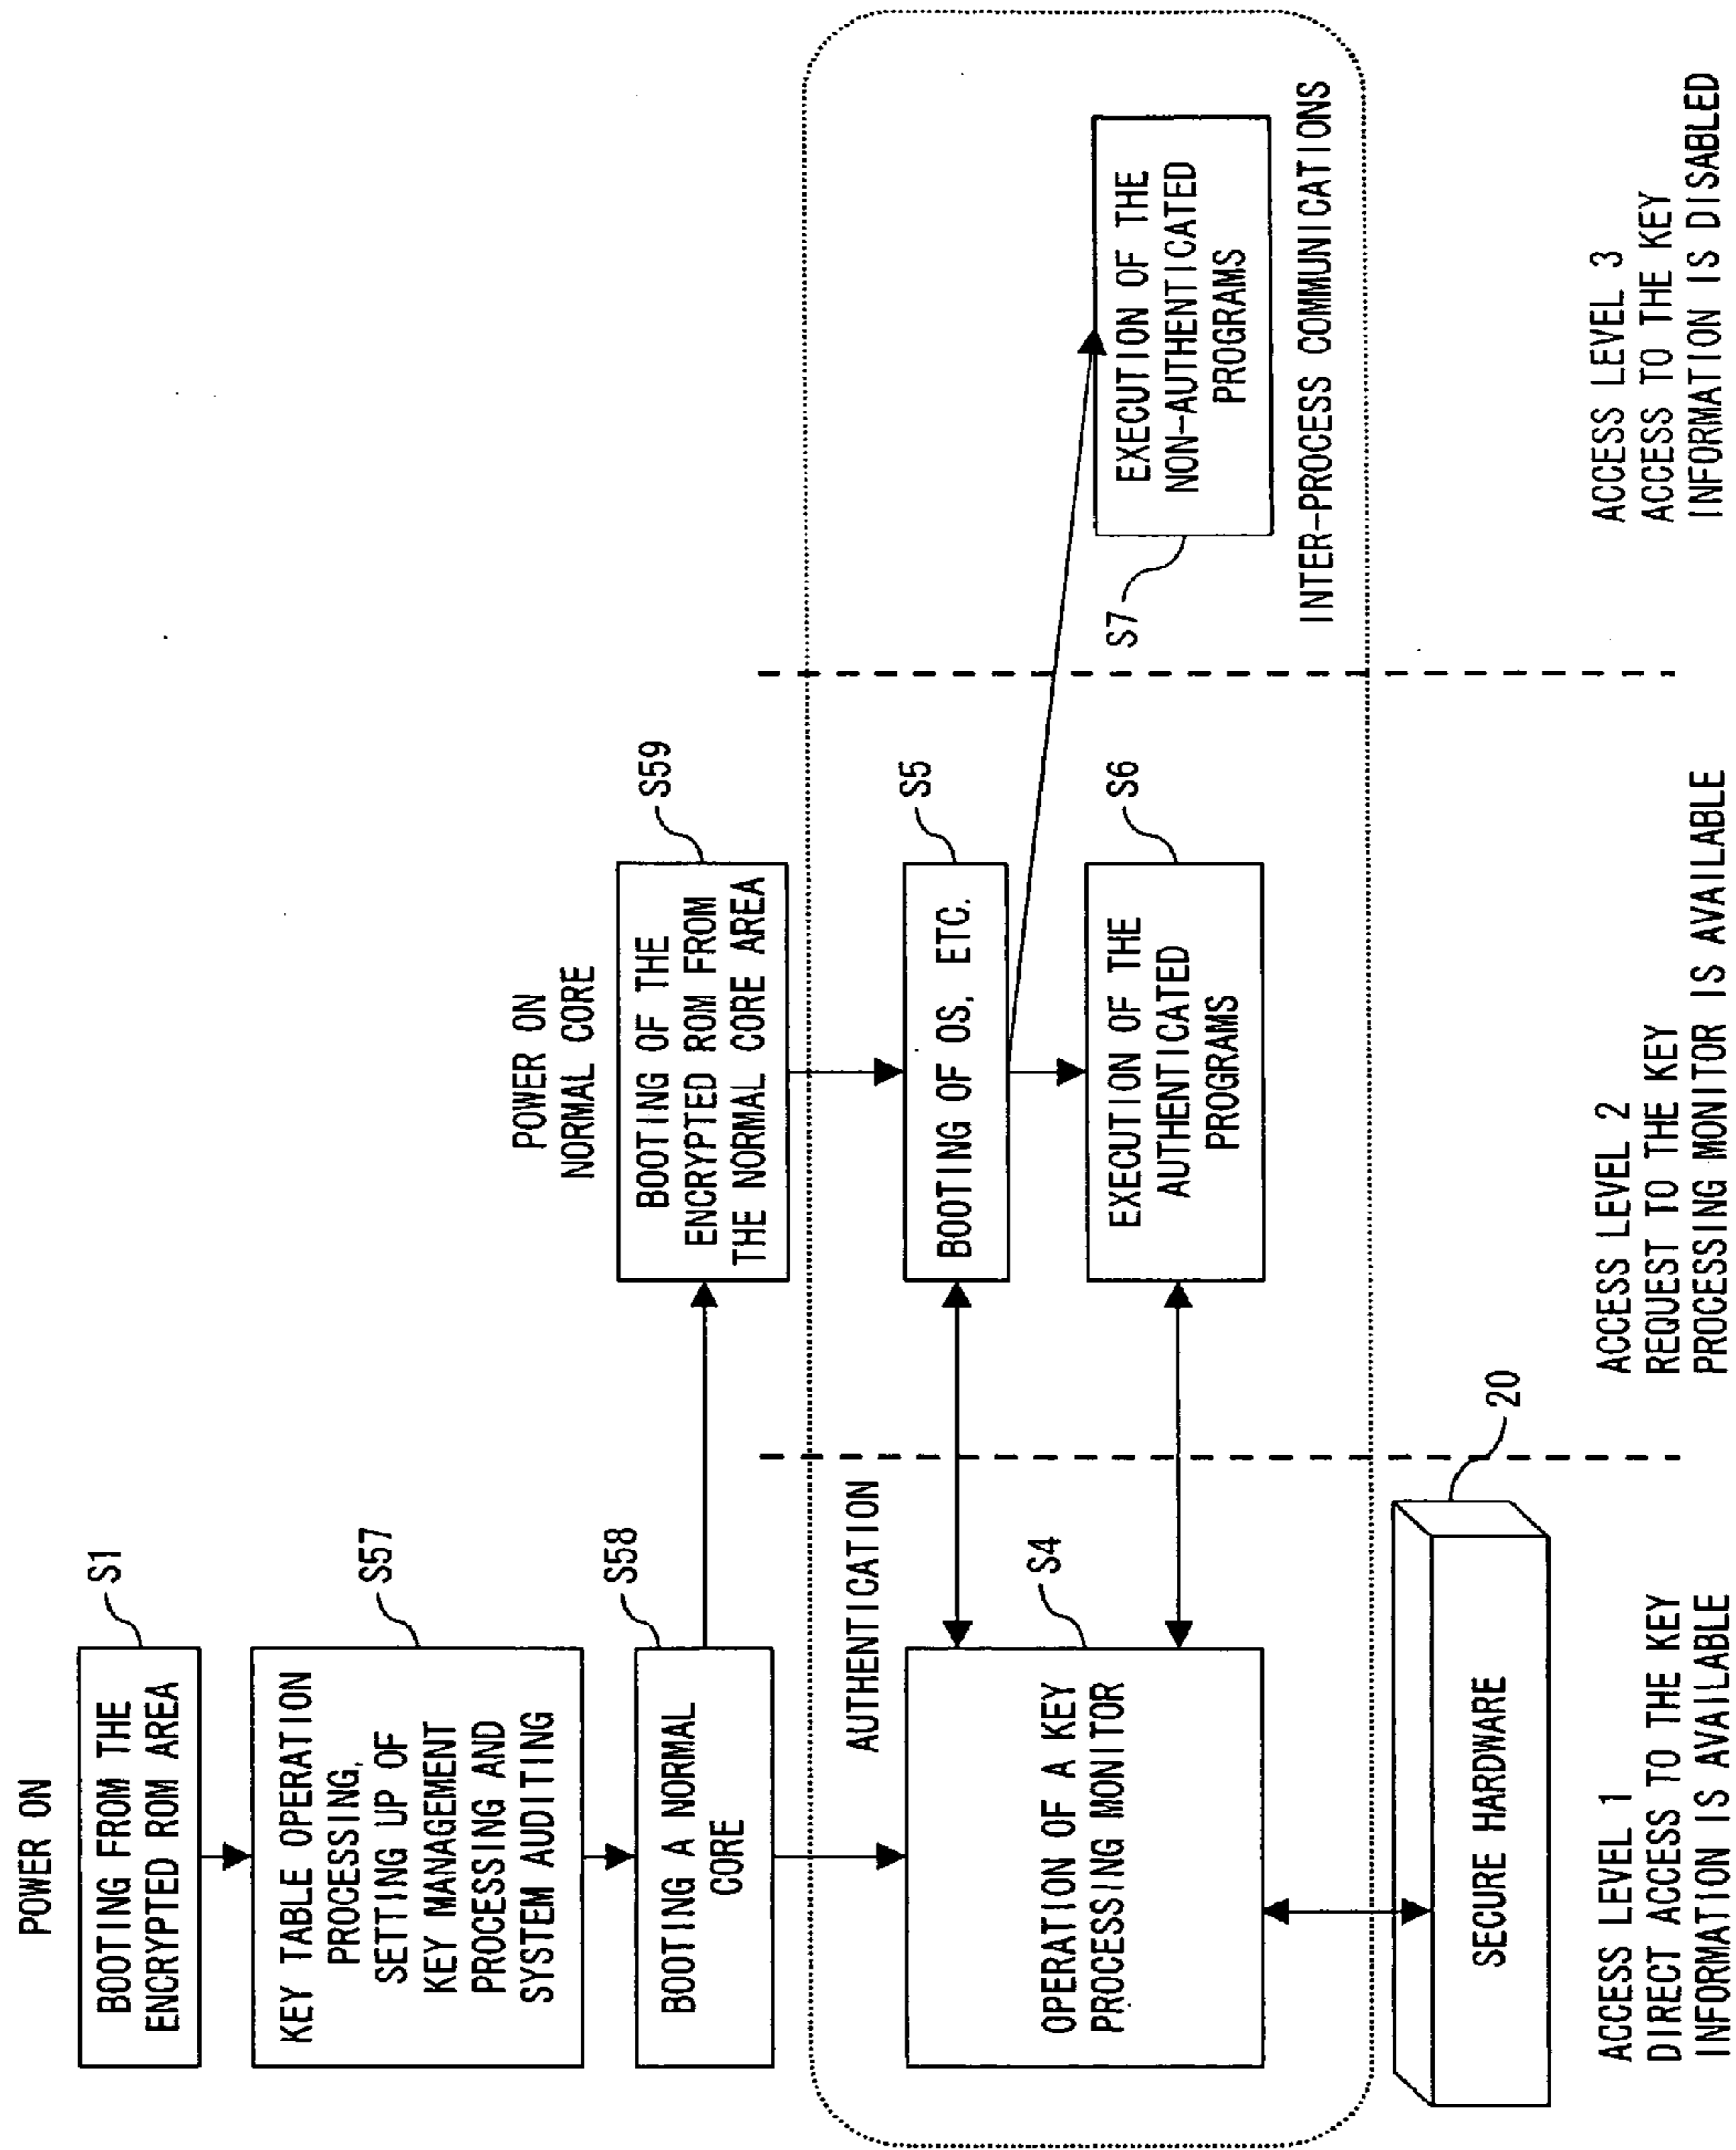 POWER ON
BOOTING FROM THE
ENCRYPTED ROM AREA
S1
KEY TABLE OPERATION
PROCESSING,
SETTING UP OF
KEY MANAGEMENT
PROCESSING AND
SYSTEM AUDITING
S57
BOOTING A NORMAL
CORE
S58
POWER ON
NORMAL CORE
BOOTING OF THE
ENCRYPTED ROM FROM
THE NORMAL CORE AREA
S59
AUTHENTICATION
OPERATION OF A KEY
PROCESSING MONITOR
S4
BOOTING OF OS, ETC.
S5
EXECUTION OF THE
AUTHENTICATED
PROGRAMS
S6
EXECUTION OF THE
NON-AUTHENTICATED
PROGRAMS
S7
INTER-PROCESS COMMUNICATIONS
SECURE HARDWARE
20
ACCESS LEVEL 1
DIRECT ACCESS TO THE KEY
INFORMATION IS AVAILABLE
ACCESS LEVEL 2
REQUEST TO THE KEY
PROCESSING MONITOR IS AVAILABLE
ACCESS LEVEL 3
ACCESS TO THE KEY
INFORMATION IS DISABLED